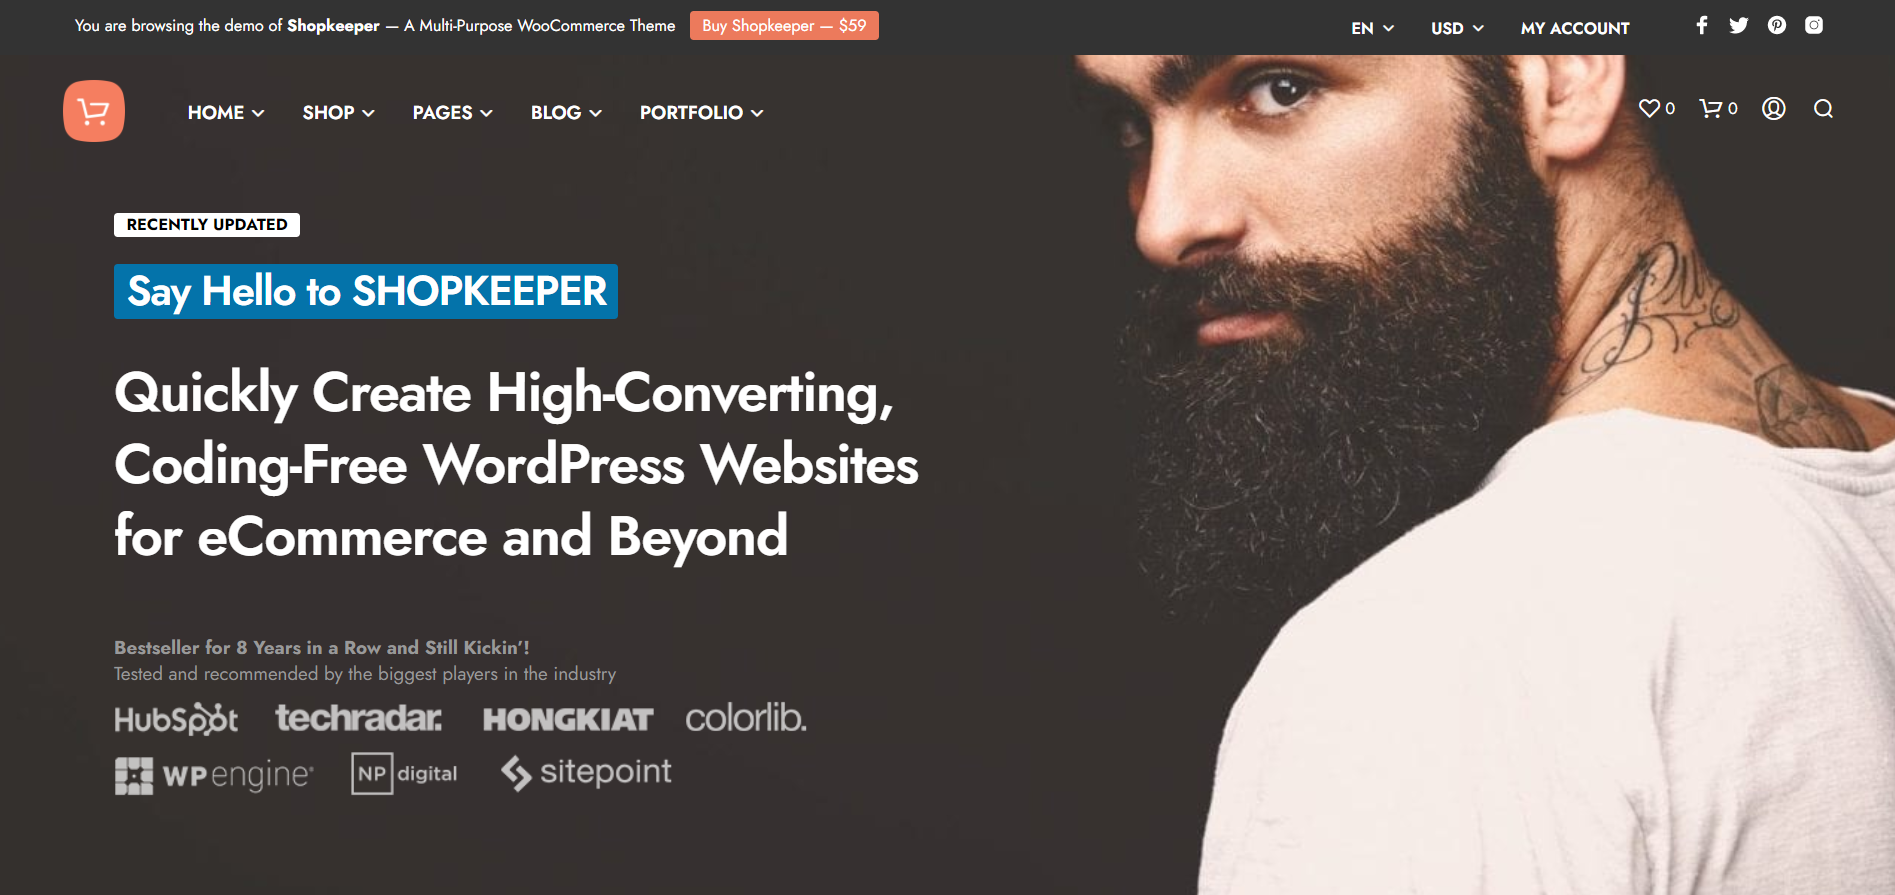 You are browsing the demo of Shopkeeper — A Multi-Purpose WooCommerce Theme Buy Shopkeeper — $59 EN USD MY ACCOUNT
HOME SHOP PAGES BLOG PORTFOLIO 0 0
RECENTLY UPDATED
Say Hello to SHOPKEEPER
Quickly Create High-Converting,
Coding-Free WordPress Websites
for eCommerce and Beyond
Bestseller for 8 Years in a Row and Still Kickin'!
Tested and recommended by the biggest players in the industry
HubSpot techradar. HONGKIAT colorlib.
WPengine® NP digital sitepoint